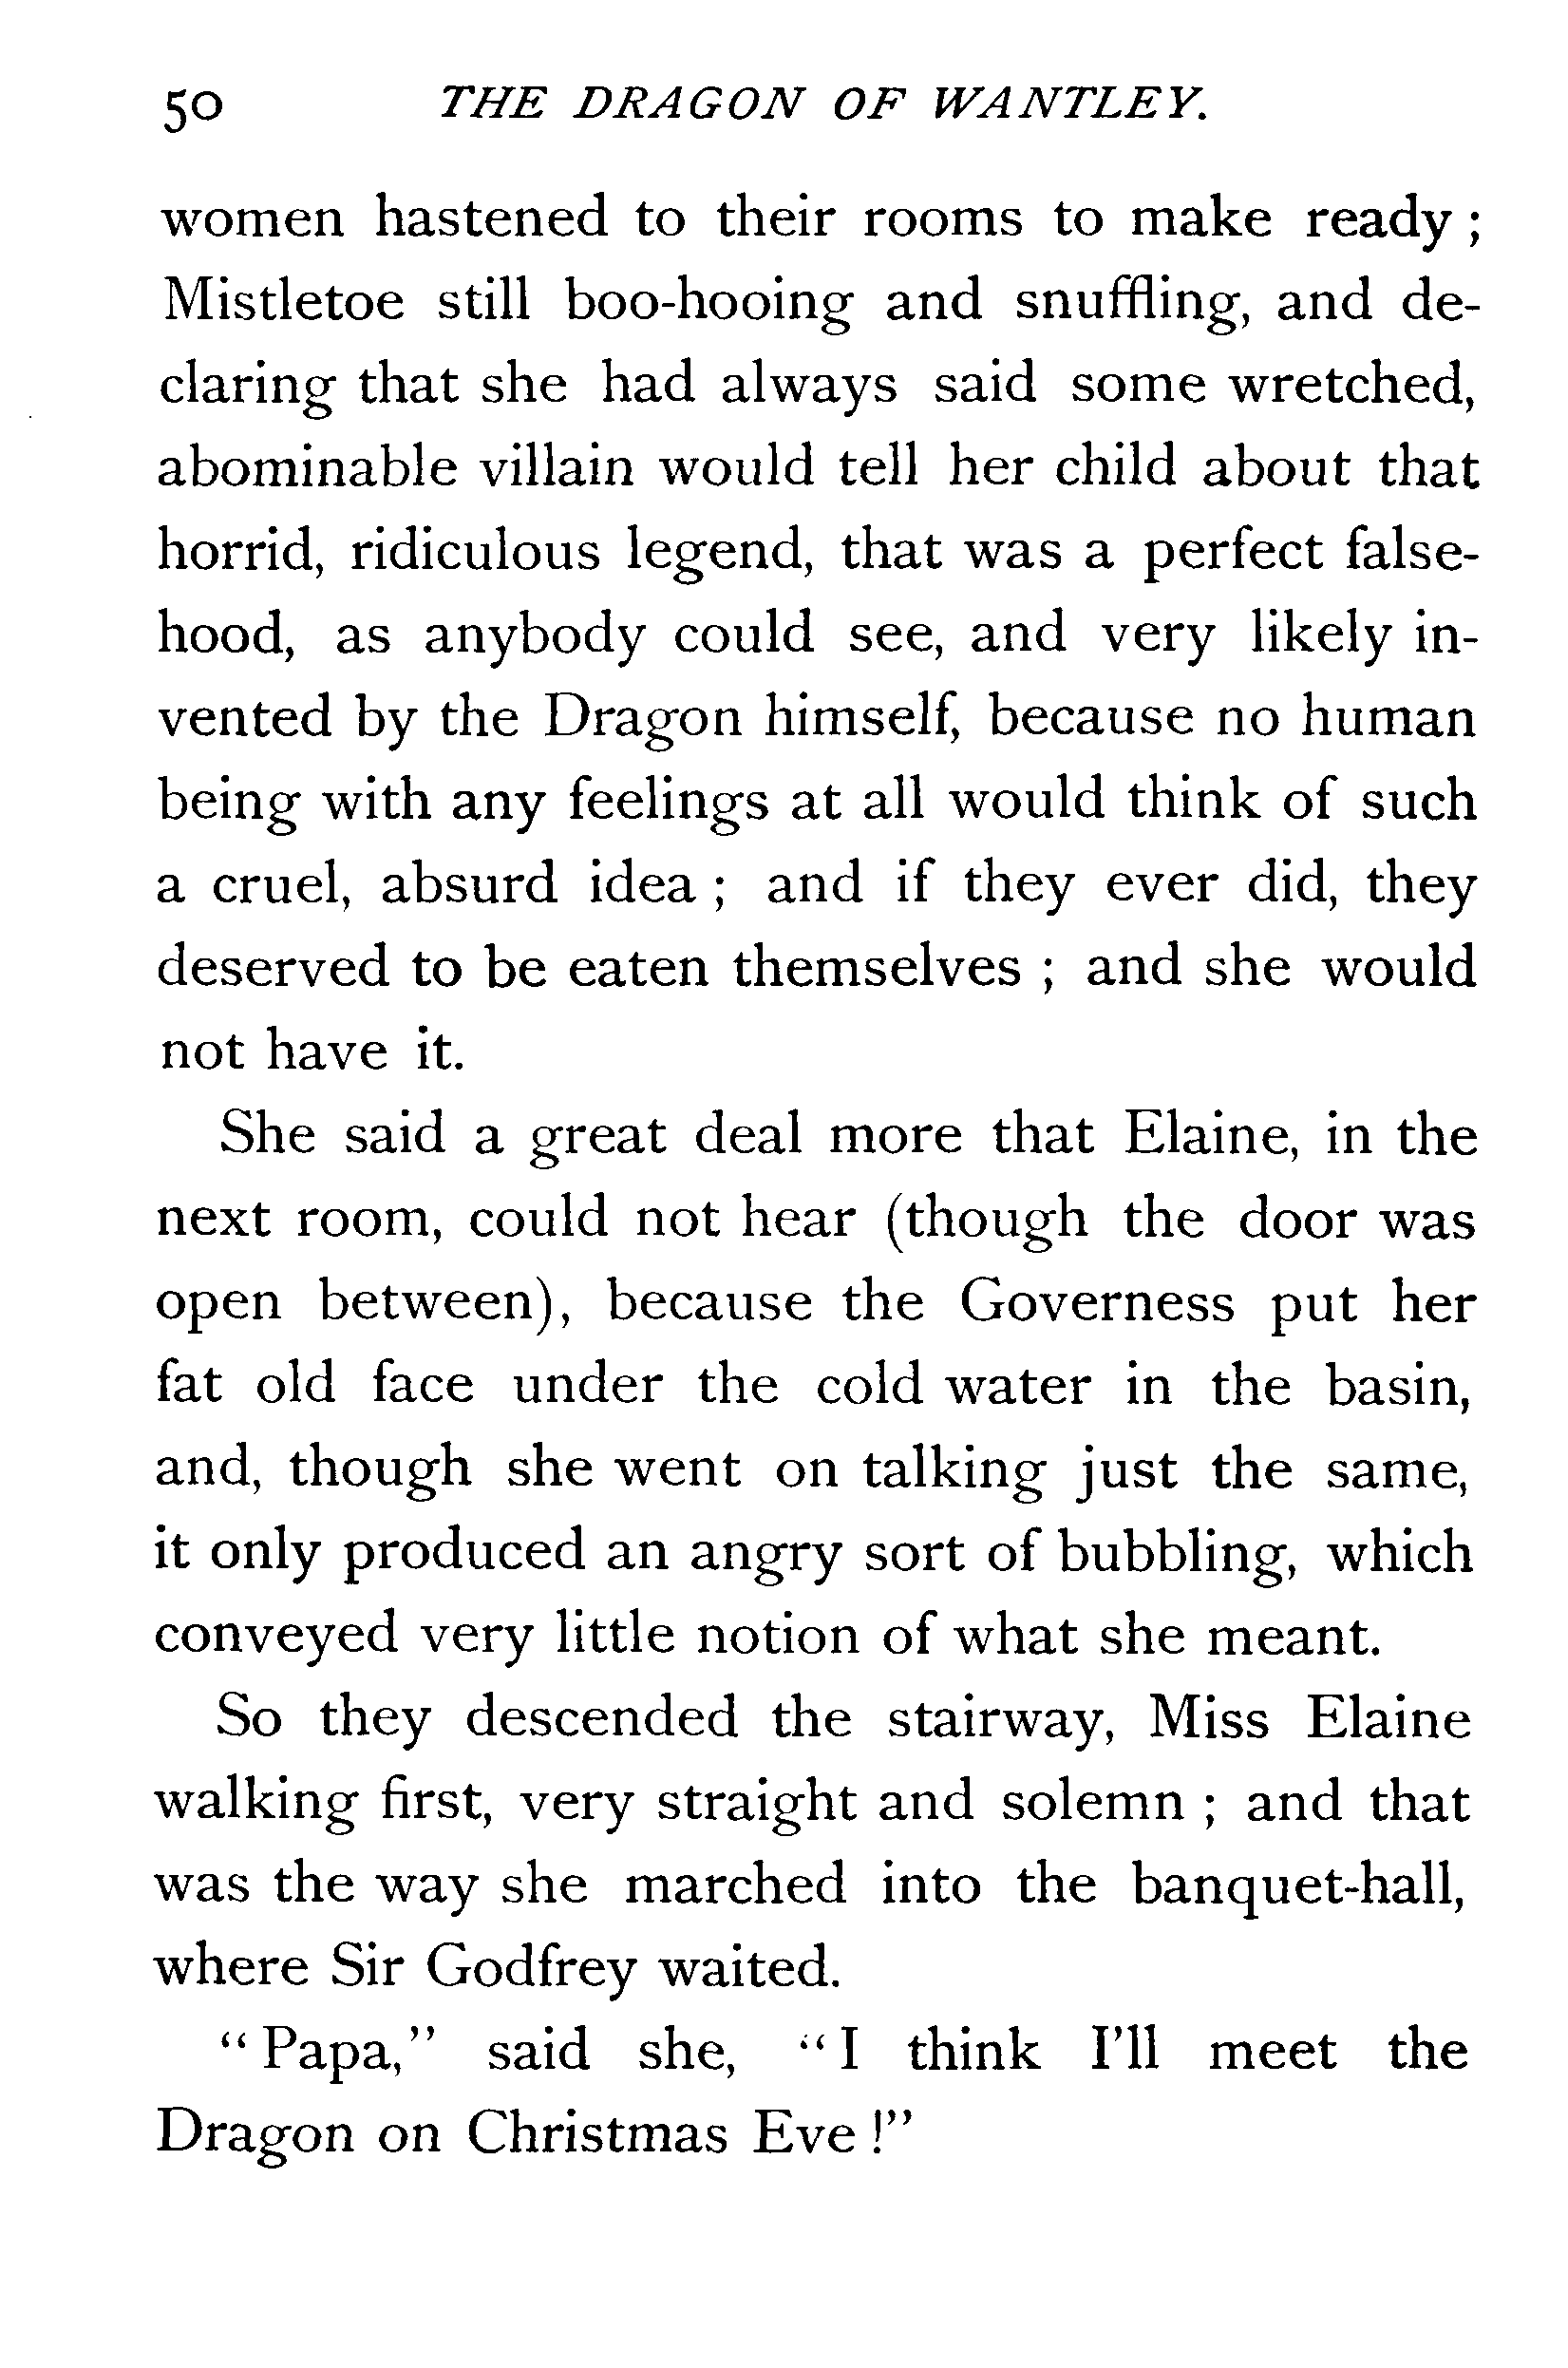 50 THE DRAGON OF WANTLEY.
women hastened to their rooms to make ready ;
Mistletoe still boo-hooing and snuffling, and de-
claring that she had always said some wretched,
abominable villain would tell her child about that
horrid, ridiculous legend, that was a perfect false-
hood, as anybody could see, and very likely in-
vented by the Dragon himself, because no human
being with any feelings at all would think of such
a cruel, absurd idea ; and if they ever did, they
deserved to be eaten themselves ; and she would
not have it.
She said a great deal more that Elaine, in the
next room, could not hear (though the door was
open between), because the Governess put her
fat old face under the cold water in the basin,
and, though she went on talking just the same,
it only produced an angry sort of bubbling, which
conveyed very little notion of what she meant.
So they descended the stairway, Miss Elaine
walking first, very straight and solemn ; and that
was the way she marched into the banquet-hall,
where Sir Godfrey waited.
“Papa,” said she, “I think I’ll meet the
Dragon on Christmas Eve !”